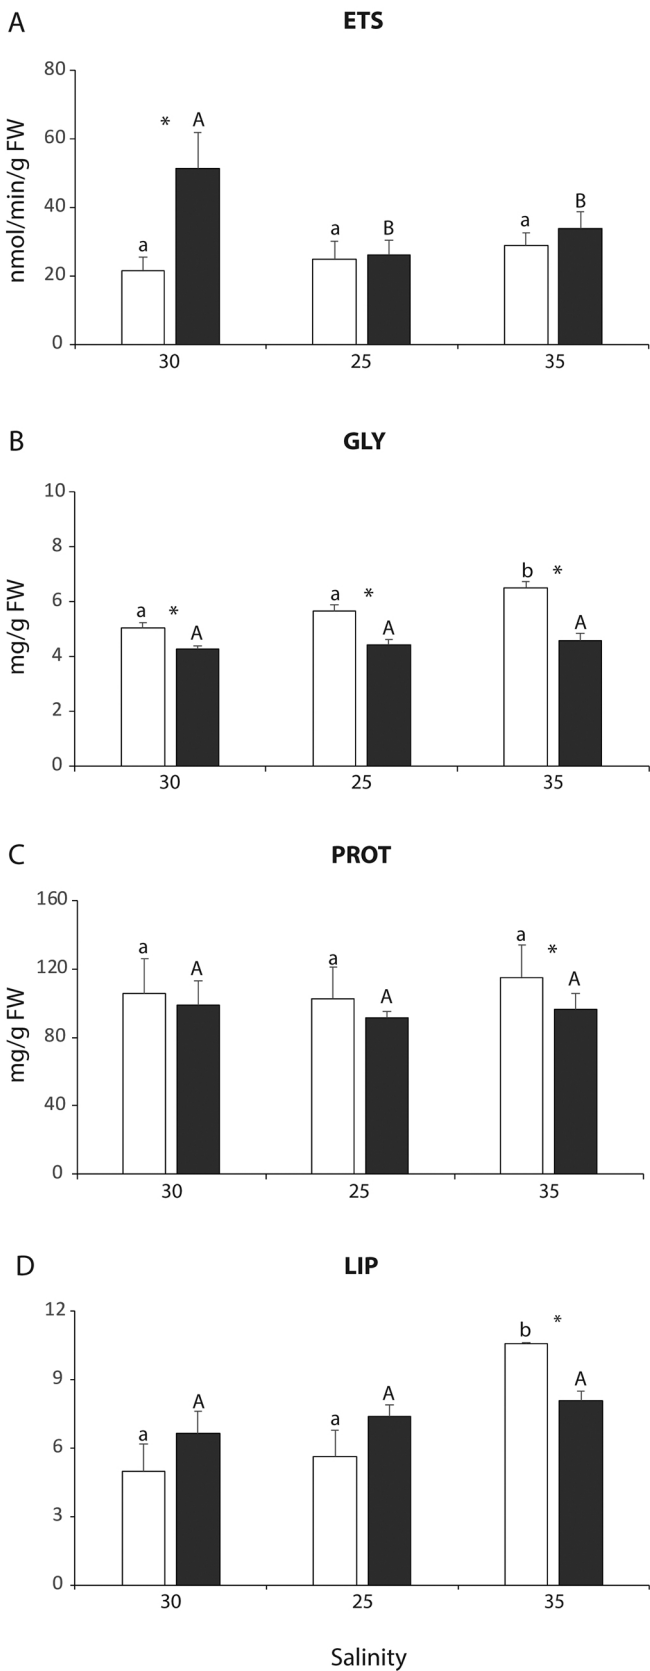 A ETS
80
* A
60
nmol/min/g FW
40
a a B a B
20
0
30 25 35
B GLY
10
8
b *
a * a *
6
mg/g FW
A A A
4
2
0
30 25 35
C PROT
160
a A a A a * A
120
mg/g FW
80
40
0
30 25 35
D LIP
12
b *
9
a A a A A
6
3
0
30 25 35
Salinity